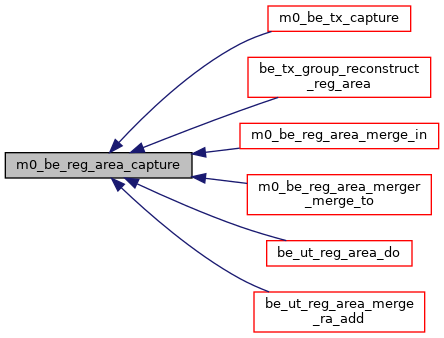 m0_be_tx_capture
be_tx_group_reconstruct
_reg_area
m0_be_reg_area_merge_in
m0_be_reg_area_capture
m0_be_reg_area_merger
_merge_to
be_ut_reg_area_do
be_ut_reg_area_merge
_ra_add